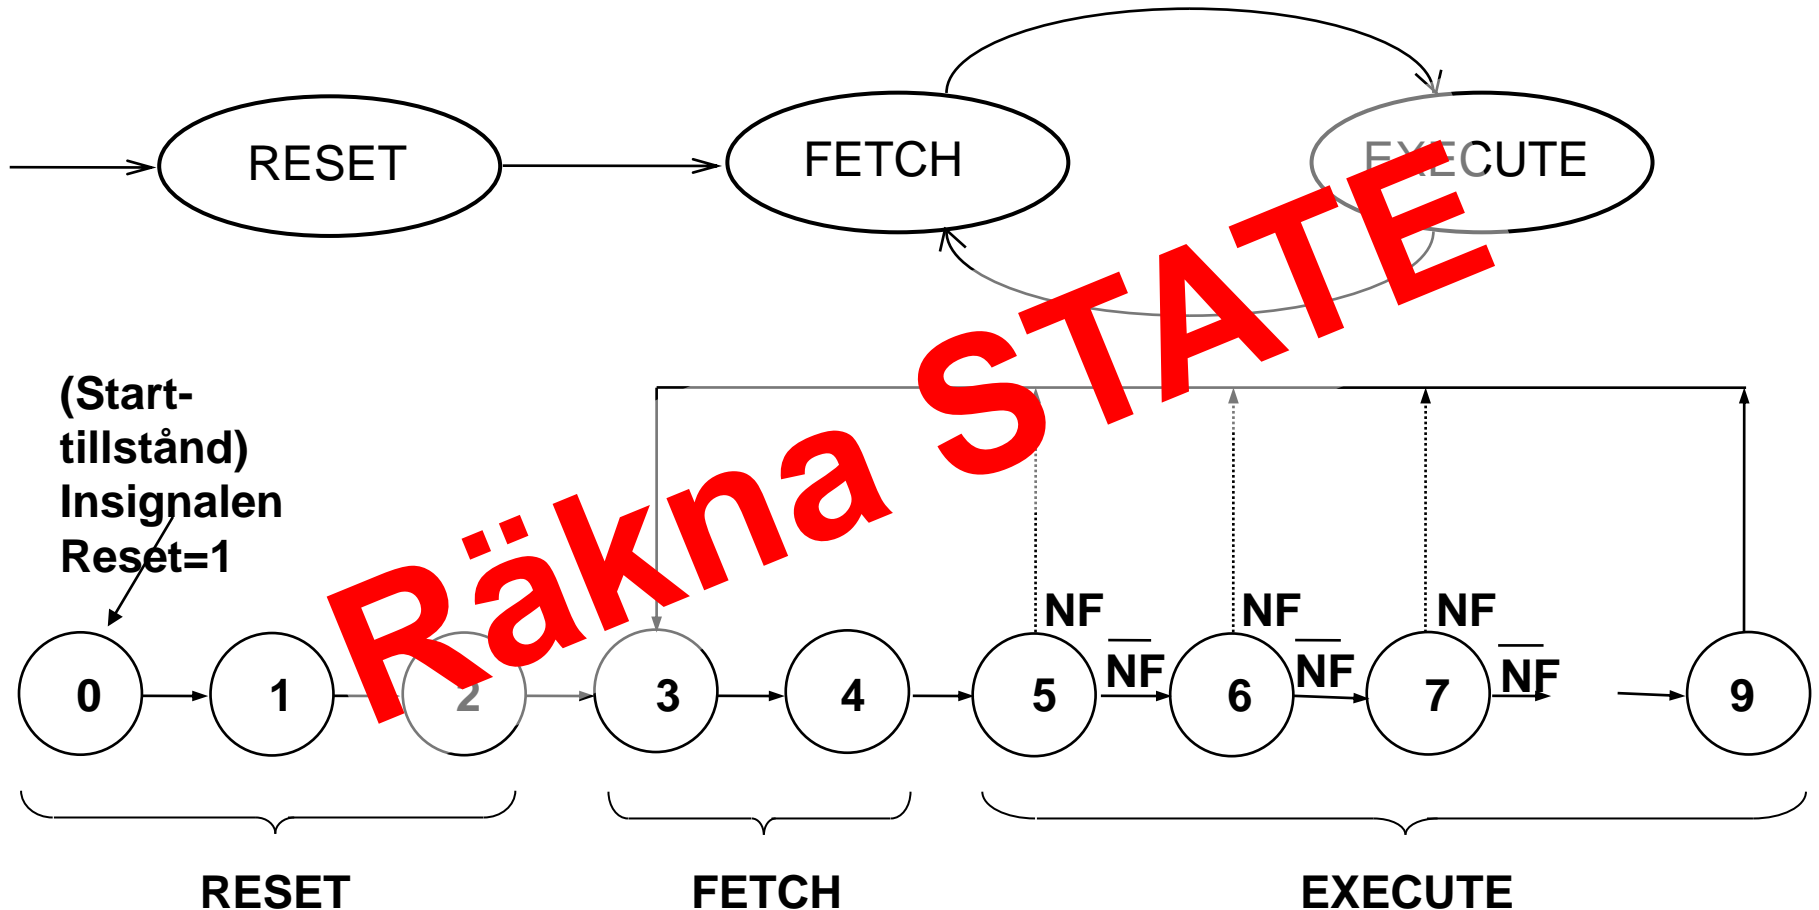 RESET
FETCH
EXECUTE
Räkna STATE
(Start-
tillstånd)
Insignalen
Reset=1
NF
NF
NF
NF
NF
NF
0
1
2
3
4
5
6
7
9
RESET
FETCH
EXECUTE